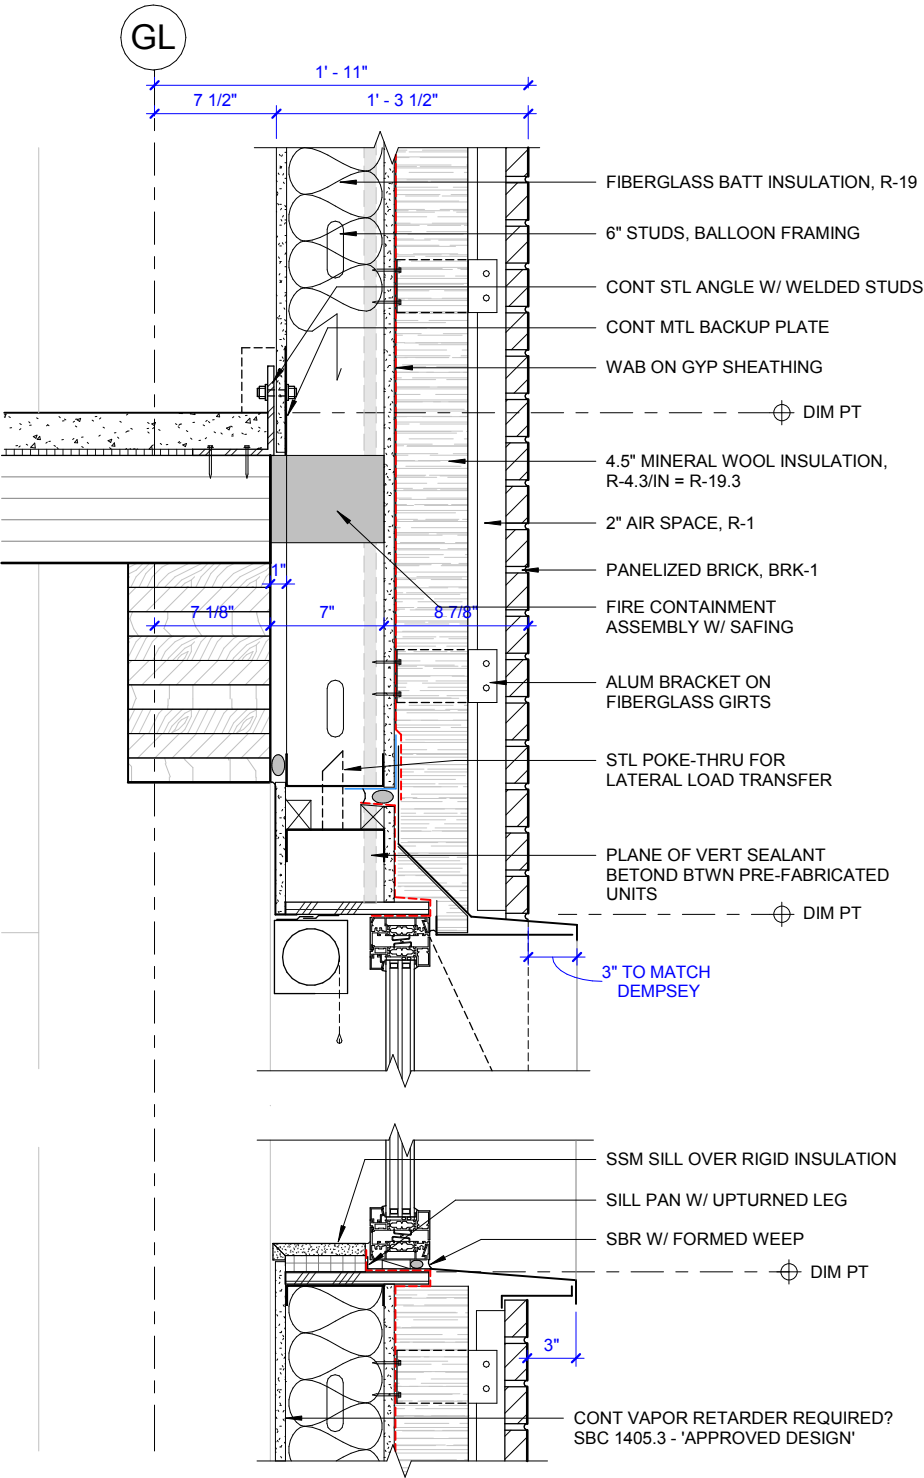 GL
1' - 11"
7 1/2" 1' - 3 1/2"
FIBERGLASS BATT INSULATION, R-19
6" STUDS, BALLOON FRAMING
CONT STL ANGLE W/ WELDED STUDS
CONT MTL BACKUP PLATE
WAB ON GYP SHEATHING
DIM PT
4.5" MINERAL WOOL INSULATION,
R-4.3/IN = R-19.3
2" AIR SPACE, R-1
PANELIZED BRICK, BRK-1
1"
7 1/8" 7" 8 7/8"
FIRE CONTAINMENT
ASSEMBLY W/ SAFING
ALUM BRACKET ON
FIBERGLASS GIRTS
STL POKE-THRU FOR
LATERAL LOAD TRANSFER
PLANE OF VERT SEALANT
BETOND BTWN PRE-FABRICATED
UNITS
DIM PT
3" TO MATCH
DEMPSEY
SSM SILL OVER RIGID INSULATION
SILL PAN W/ UPTURNED LEG
SBR W/ FORMED WEEP
DIM PT
3"
CONT VAPOR RETARDER REQUIRED?
SBC 1405.3 - 'APPROVED DESIGN'